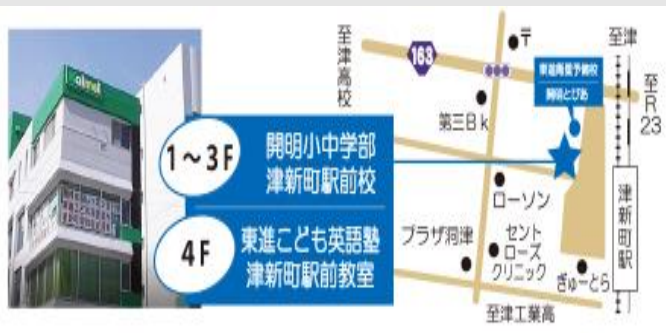 1～3F
開明小中学部
津新町駅前校
4F
東進こども英語塾
津新町駅前教室
至津高校
163
〒
至津
至R23
東進衛星予備校
開明とぴあ
第三Bk
ローソン
プラザ洞津
セント
ローズ
クリニック
ぎゅーとら
津新町駅
至津工業高